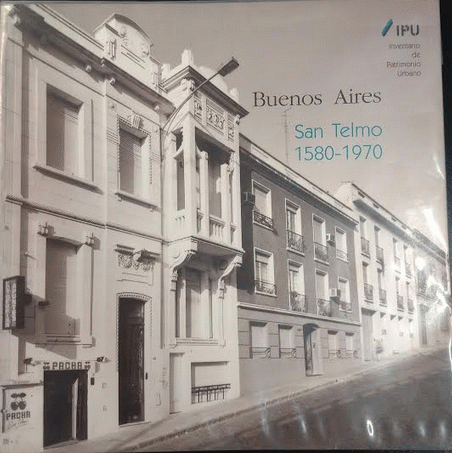 IPU
Inventario
de
Patrimonio
Urbano
Buenos Aires
San Telmo
1580-1970
PACHA
PACHA